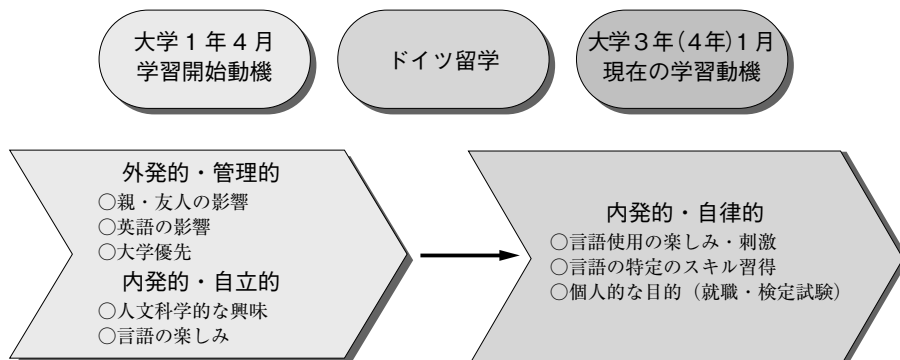 大学1年4月
学習開始動機
ドイツ留学
大学3年(4年)1月
現在の学習動機
外発的・管理的
○親・友人の影響
○英語の影響
○大学優先
内発的・自立的
○人文科学的な興味
○言語の楽しみ
内発的・自律的
○言語使用の楽しみ・刺激
○言語の特定のスキル習得
○個人的な目的（就職・検定試験）